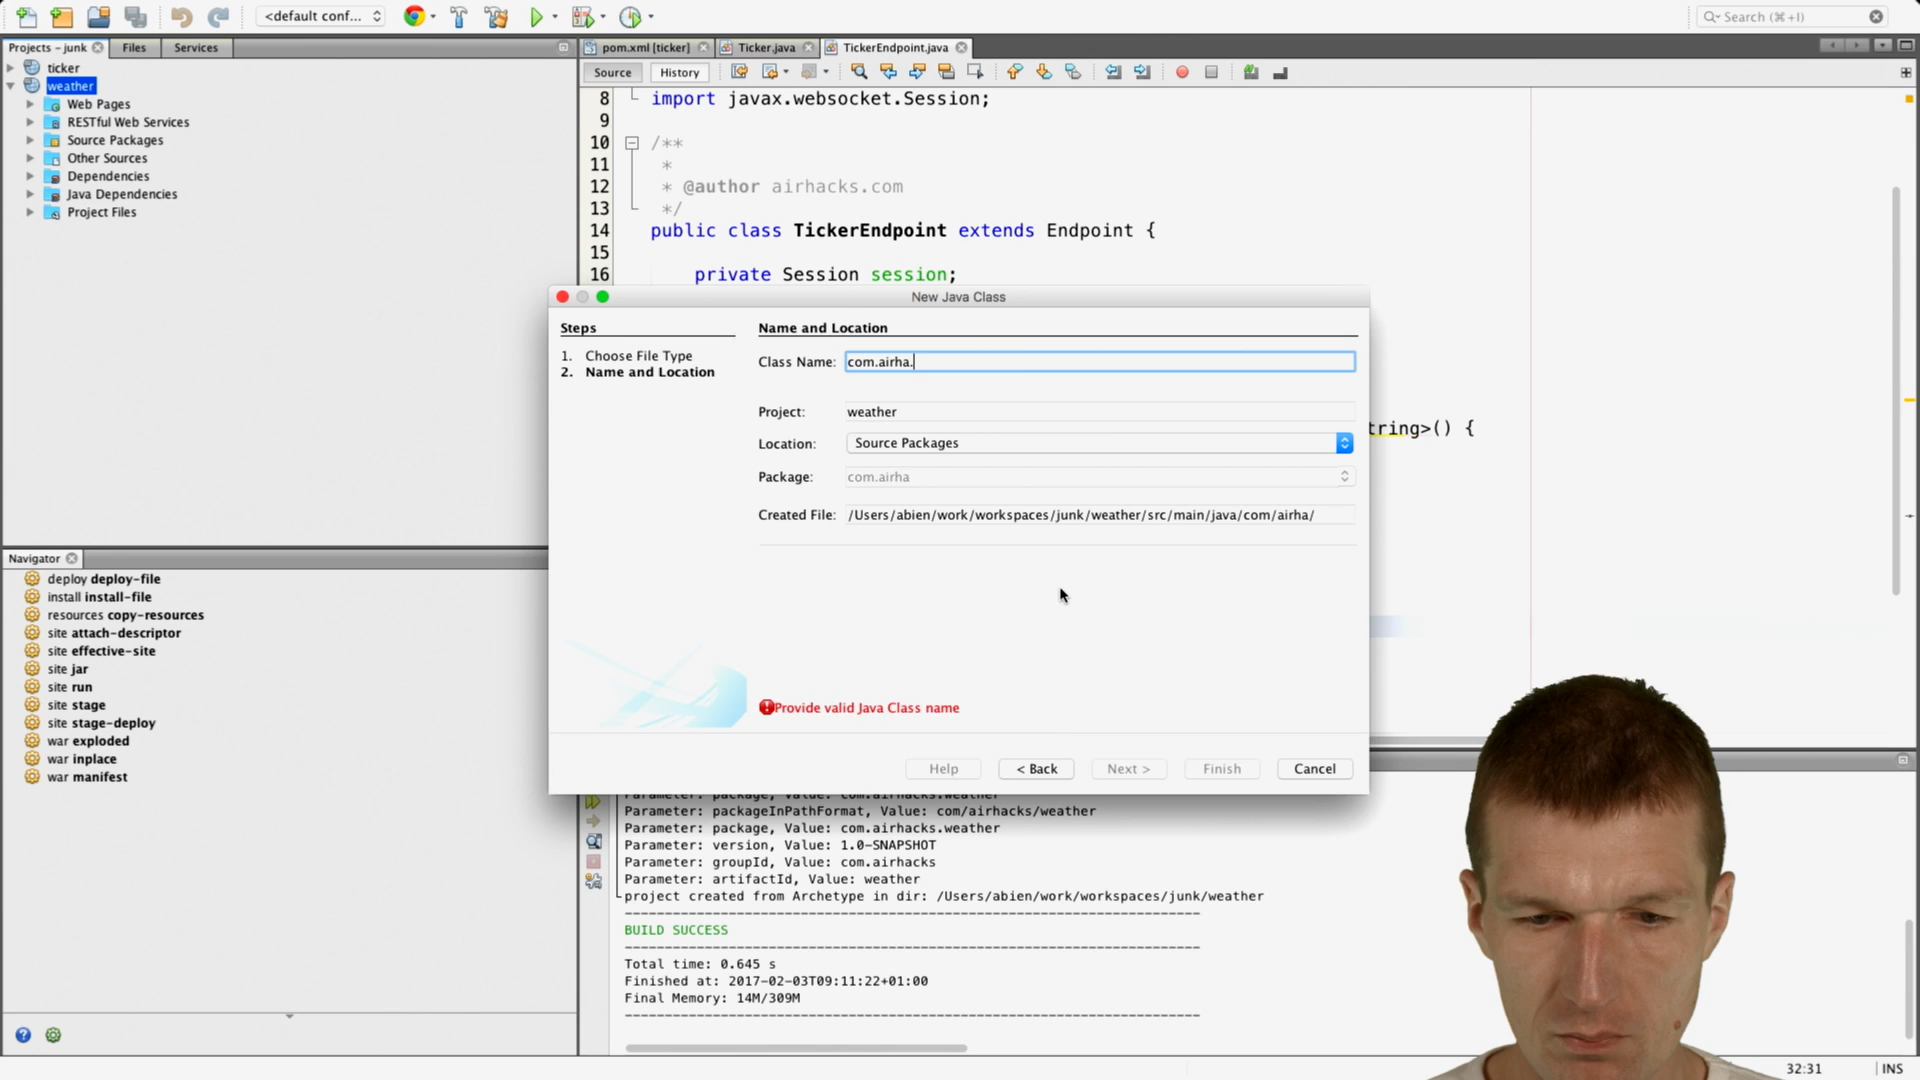 <default conf...
Search (⌘+I)
Projects – junk
Files
Services
pom.xml [ticker]
Ticker.java
TickerEndpoint.java
Source
History
ticker
weather
Web Pages
RESTful Web Services
Source Packages
Other Sources
Dependencies
Java Dependencies
Project Files
8 import javax.websocket.Session;
9
10 /**
11 *
12 * @author airhacks.com
13 */
14 public class TickerEndpoint extends Endpoint {
15
16 private Session session;
tring>() {
New Java Class
Steps
1. Choose File Type
2. Name and Location
Name and Location
Class Name: com.airha.
Project: weather
Location: Source Packages
Package: com.airha
Created File: /Users/abien/work/workspaces/junk/weather/src/main/java/com/airha/
Provide valid Java Class name
Help
< Back
Next >
Finish
Cancel
Navigator
deploy deploy-file
install install-file
resources copy-resources
site attach-descriptor
site effective-site
site jar
site run
site stage
site stage-deploy
war exploded
war inplace
war manifest
Parameter: package, Value: com.airhacks.weather
Parameter: packageInPathFormat, Value: com/airhacks/weather
Parameter: package, Value: com.airhacks.weather
Parameter: version, Value: 1.0-SNAPSHOT
Parameter: groupId, Value: com.airhacks
Parameter: artifactId, Value: weather
project created from Archetype in dir: /Users/abien/work/workspaces/junk/weather
------------------------------------------------------------------------
BUILD SUCCESS
------------------------------------------------------------------------
Total time: 0.645 s
Finished at: 2017-02-03T09:11:22+01:00
Final Memory: 14M/309M
------------------------------------------------------------------------
32:31
INS